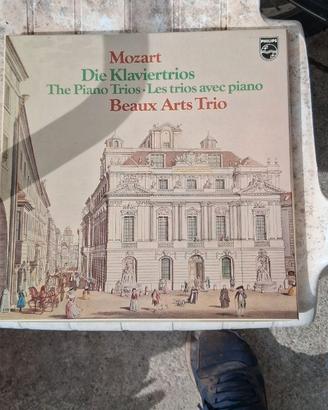 PHILIPS
Mozart
Die Klaviertrios
The Piano Trios · Les trios avec piano
Beaux Arts Trio